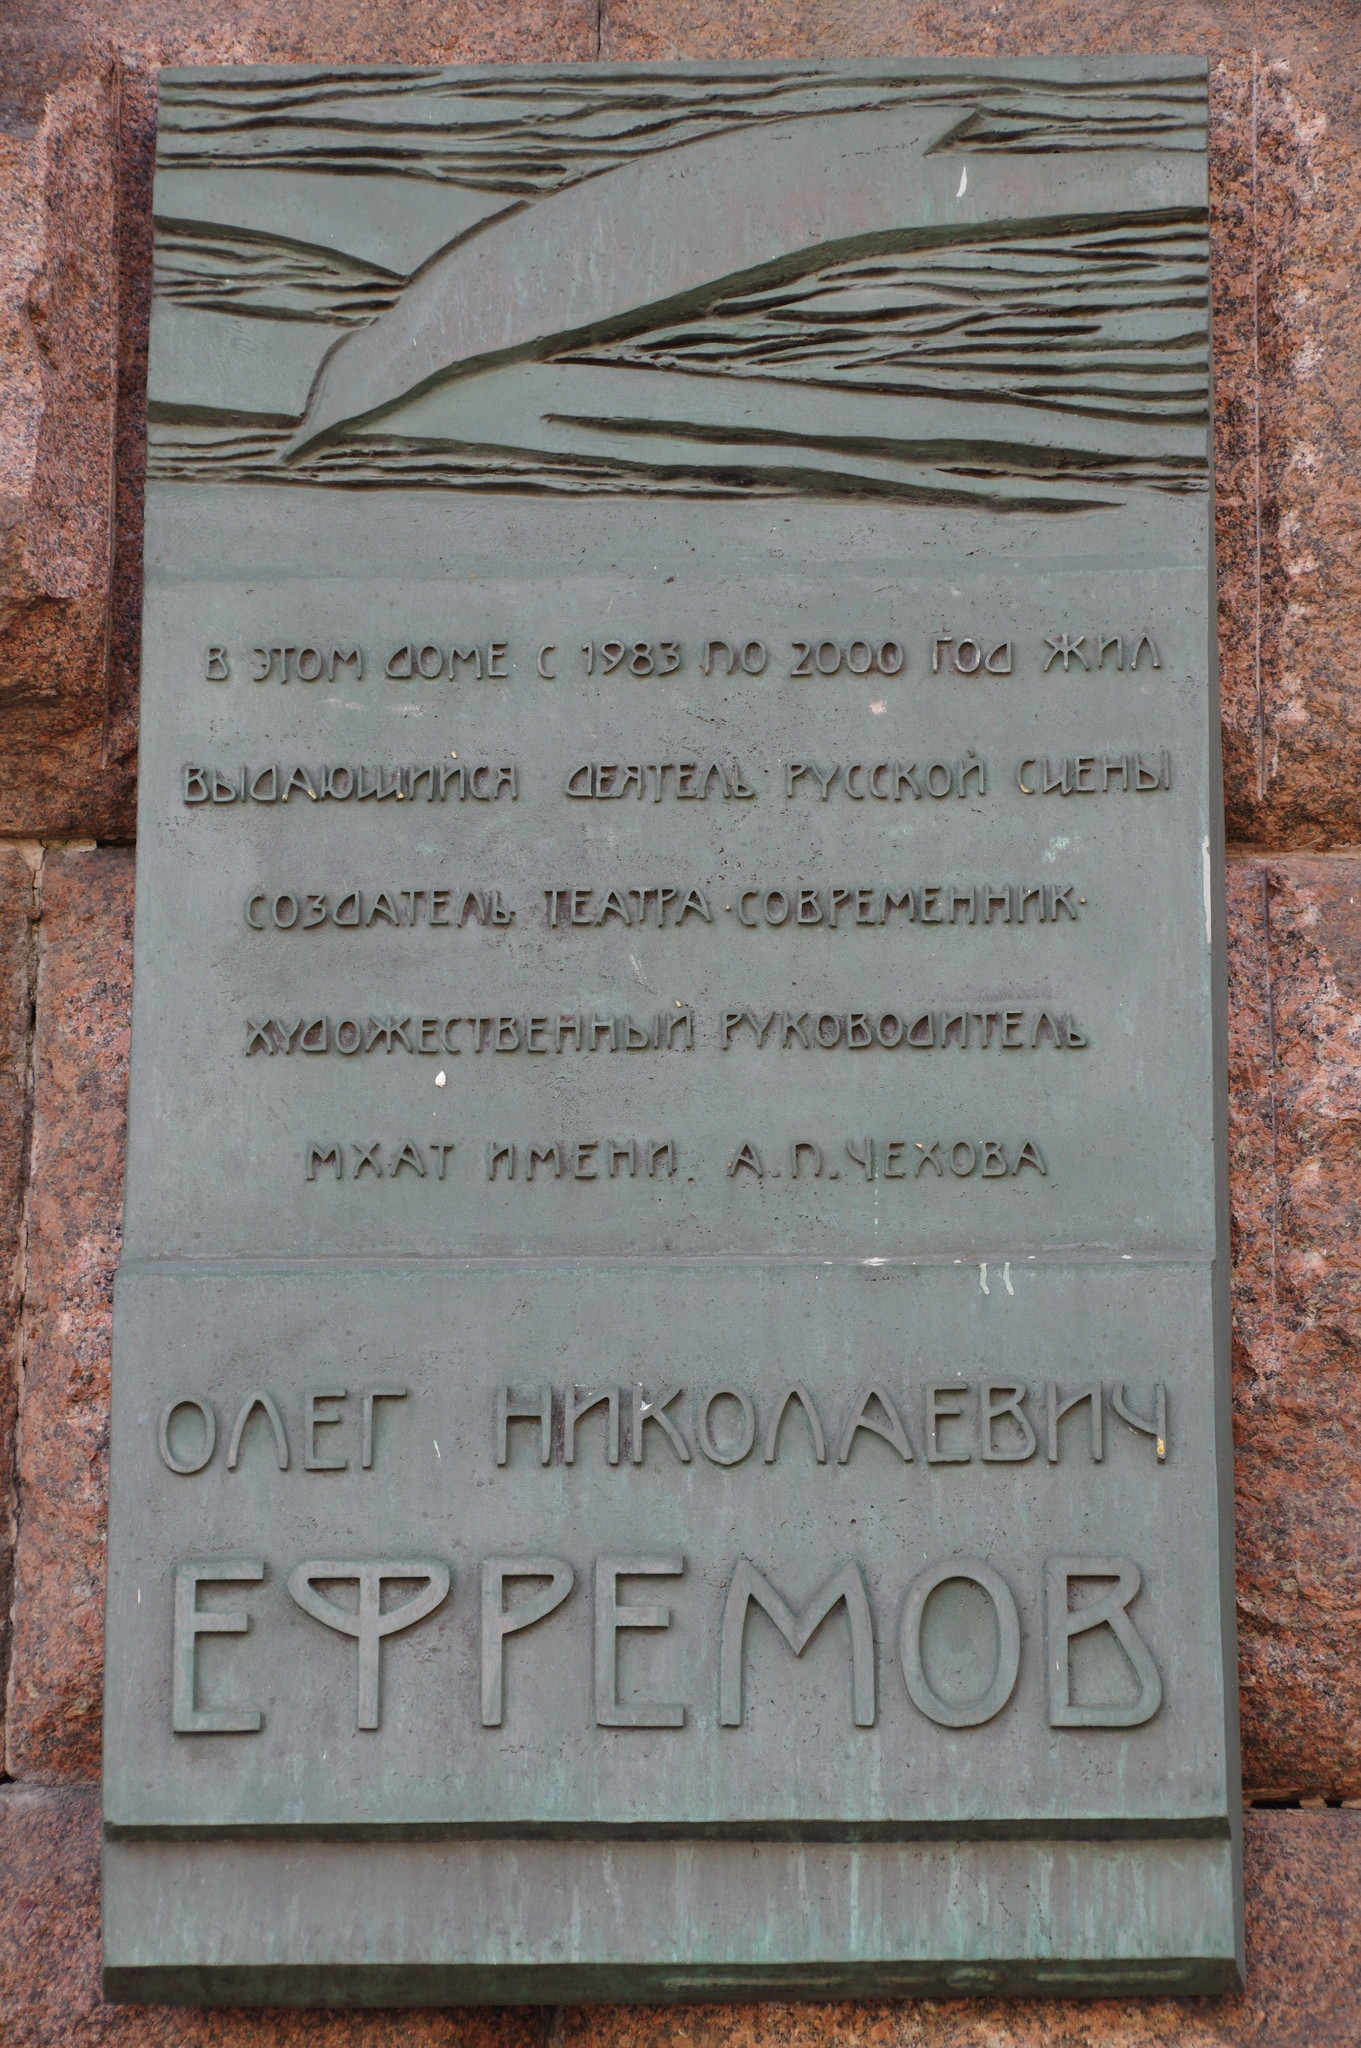 В ЭТОМ ДОМЕ С 1983 ПО 2000 ГОД ЖИЛ
ВЫДАЮЩИЙСЯ ДЕЯТЕЛЬ РУССКОЙ СЦЕНЫ
СОЗДАТЕЛЬ ТЕАТРА·СОВРЕМЕННИК·
ХУДОЖЕСТВЕННЫЙ РУКОВОДИТЕЛЬ
МХАТ ИМЕНИ А.П.ЧЕХОВА
ОЛЕГ НИКОЛАЕВИЧ
ЕФРЕМОВ